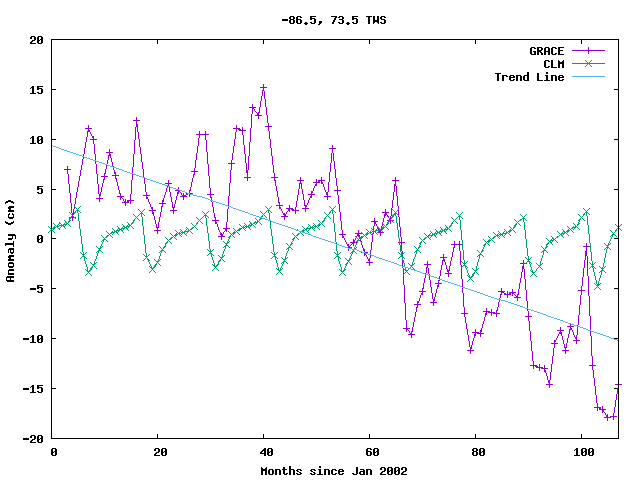 -86.5, 73.5 TWS
GRACE
CLM
Trend Line
20
15
10
5
0
-5
-10
-15
-20
Anomaly (cm)
0 20 40 60 80 100
Months since Jan 2002